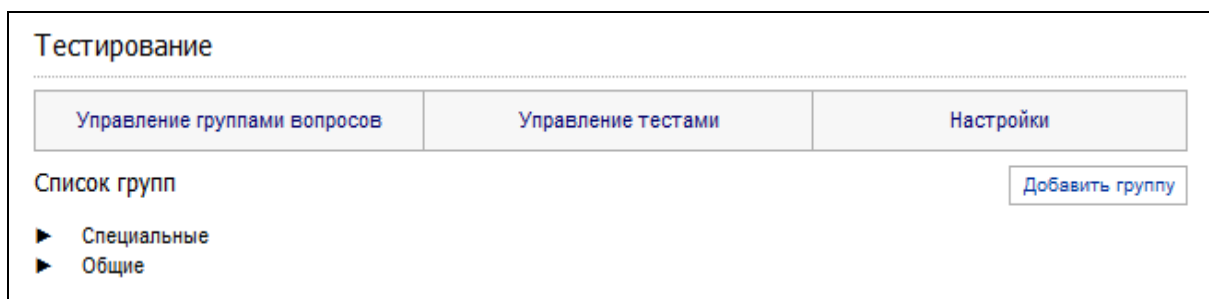 Тестирование
Управление группами вопросов Управление тестами Настройки
Список групп Добавить группу
Специальные
Общие